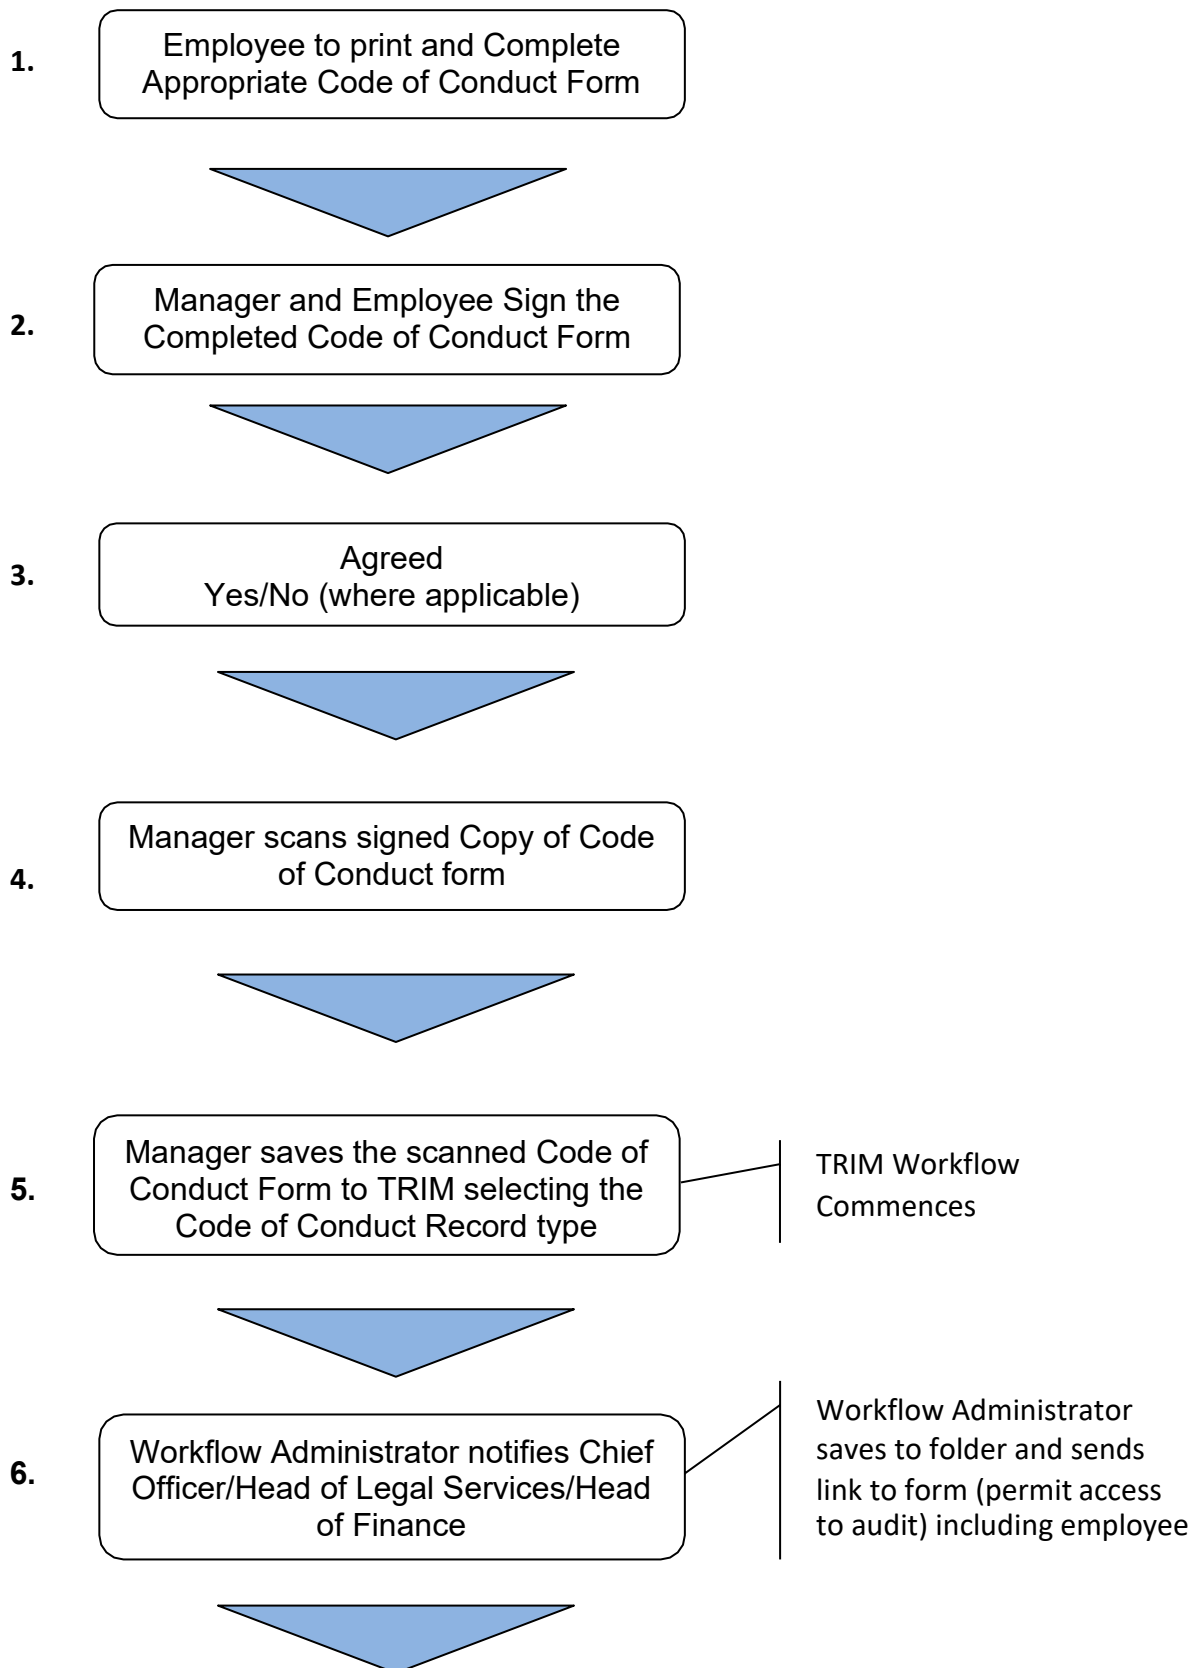 1.
Employee to print and Complete
Appropriate Code of Conduct Form
2.
Manager and Employee Sign the
Completed Code of Conduct Form
3.
Agreed
Yes/No (where applicable)
4.
Manager scans signed Copy of Code
of Conduct form
5.
Manager saves the scanned Code of
Conduct Form to TRIM selecting the
Code of Conduct Record type
TRIM Workflow
Commences
6.
Workflow Administrator notifies Chief
Officer/Head of Legal Services/Head
of Finance
Workflow Administrator
saves to folder and sends
link to form (permit access
to audit) including employee